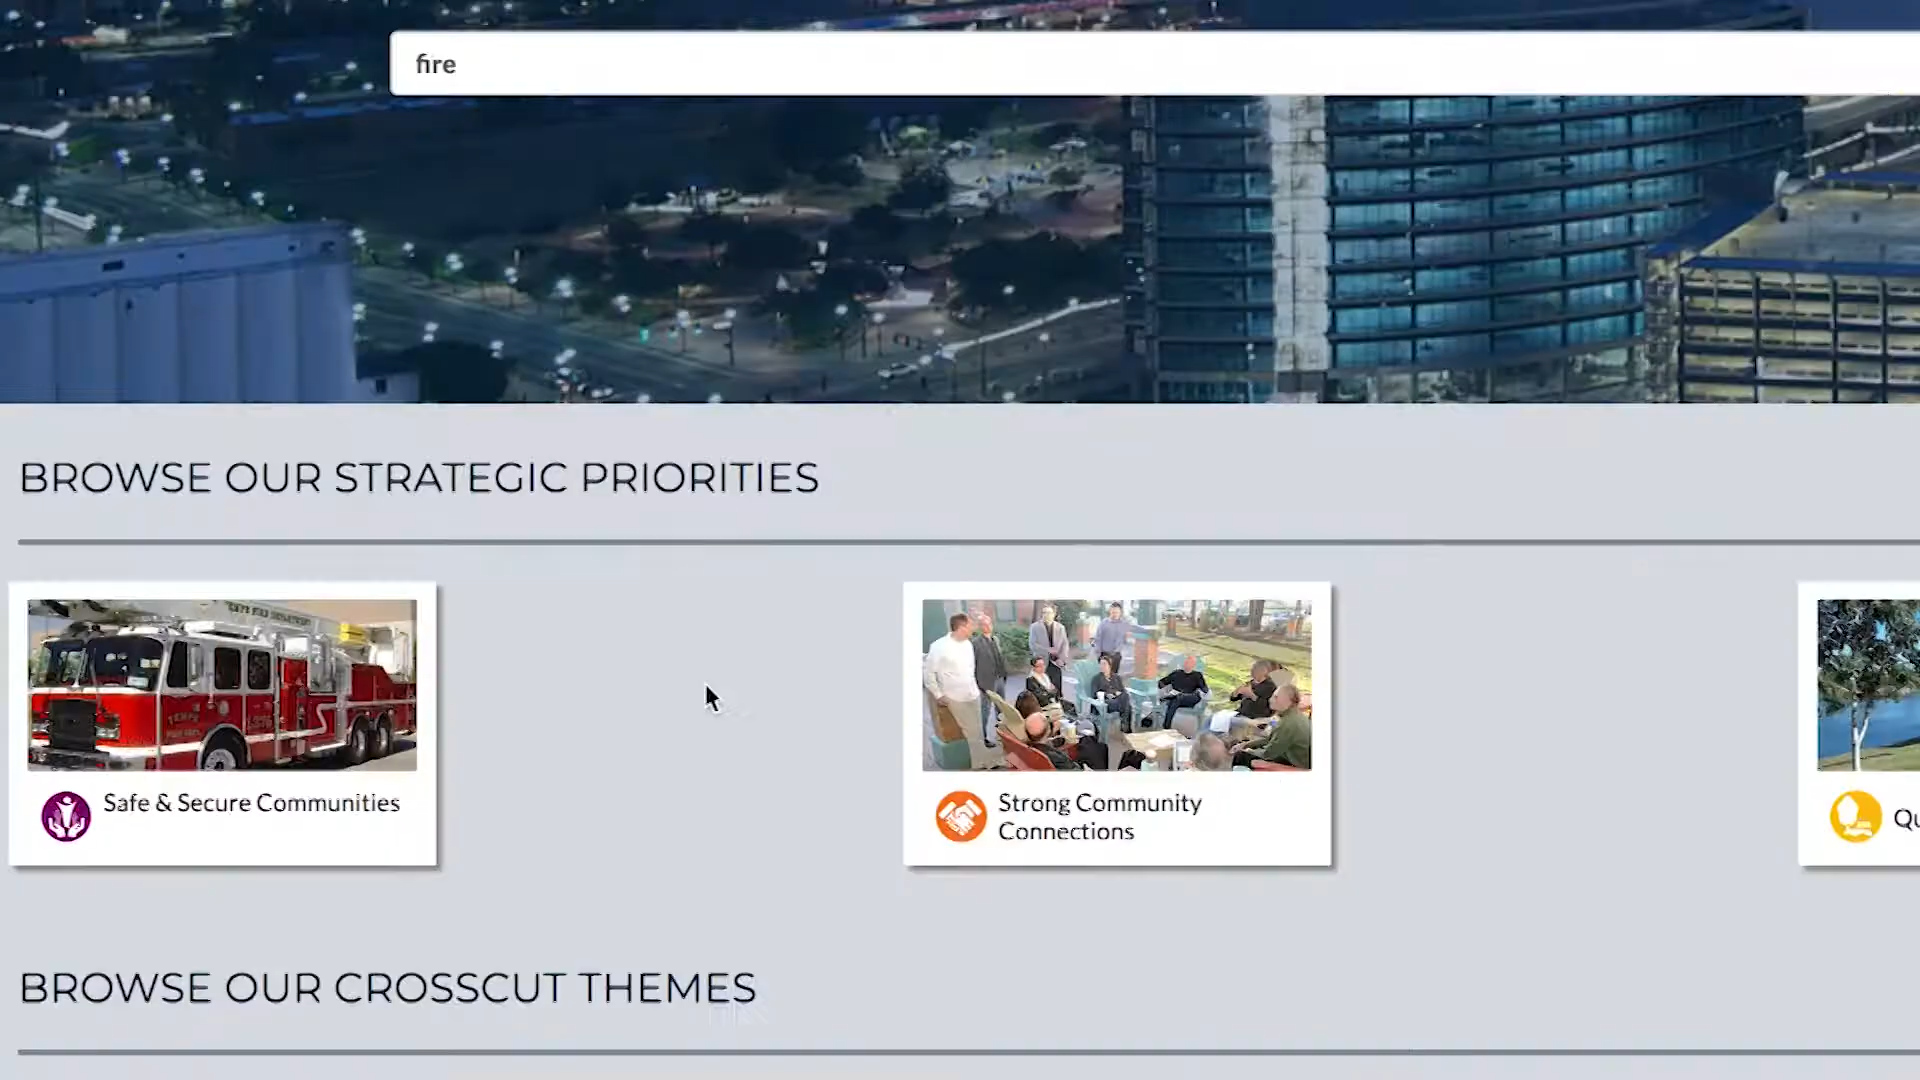 fire
BROWSE OUR STRATEGIC PRIORITIES
Safe & Secure Communities
Strong Community
Connections
BROWSE OUR CROSSCUT THEMES